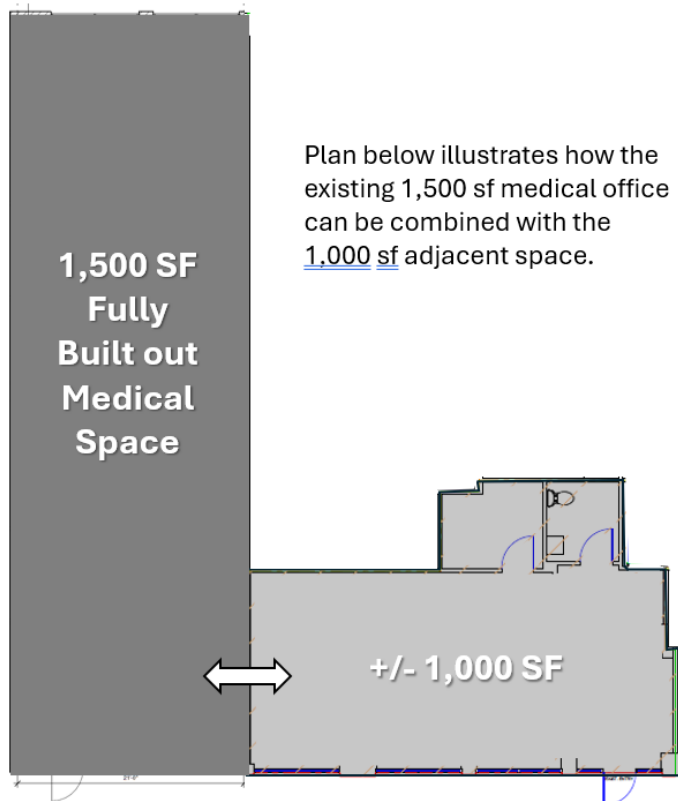 Plan below illustrates how the
existing 1,500 sf medical office
can be combined with the
1,000 sf adjacent space.
1,500 SF
Fully
Built out
Medical
Space
+/- 1,000 SF